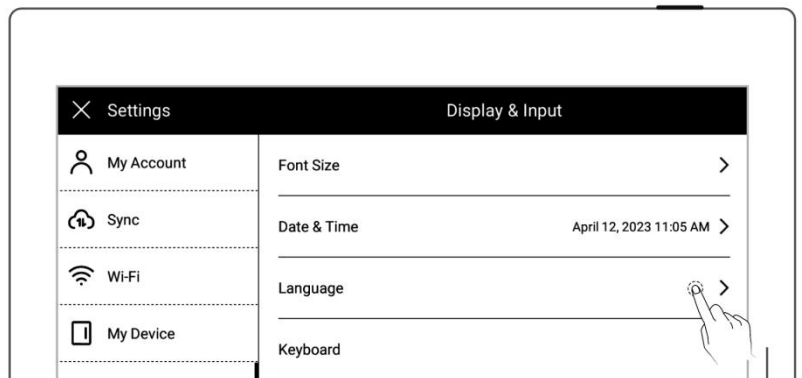 Settings
Display & Input
My Account
Font Size
Sync
Date & Time April 12, 2023 11:05 AM
Wi-Fi
Language
My Device
Keyboard